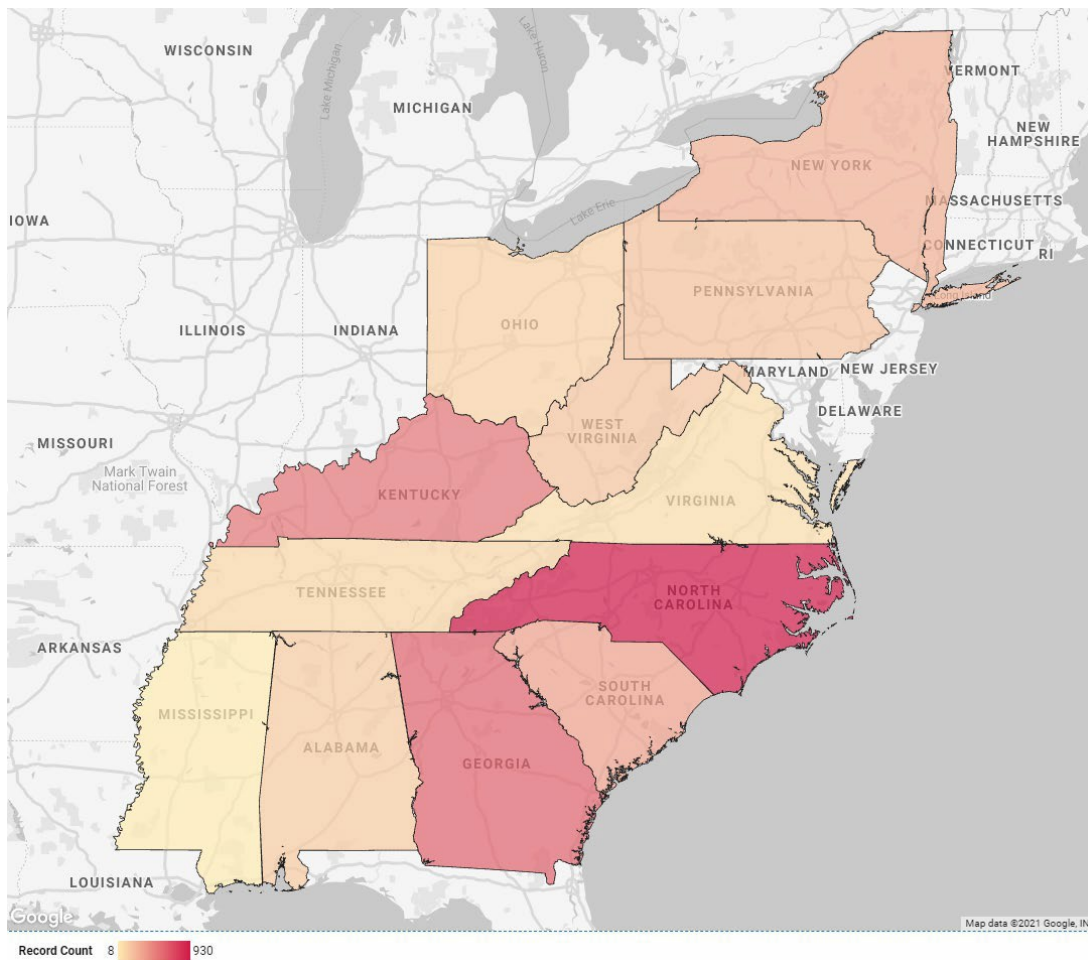 WISCONSIN
Lake Michigan
Lake Huron
MICHIGAN
VERMONT
NEW
HAMPSHIRE
NEW YORK
MASSACHUSETTS
IOWA
Lake Erie
CONNECTICUT
RI
PENNSYLVANIA
Long Island
ILLINOIS
INDIANA
OHIO
MARYLAND
NEW JERSEY
DELAWARE
WEST
VIRGINIA
MISSOURI
Mark Twain
National Forest
KENTUCKY
VIRGINIA
TENNESSEE
NORTH
CAROLINA
ARKANSAS
SOUTH
CAROLINA
MISSISSIPPI
ALABAMA
GEORGIA
LOUISIANA
Google
Map data ©2021 Google, IN
Record Count 8 930